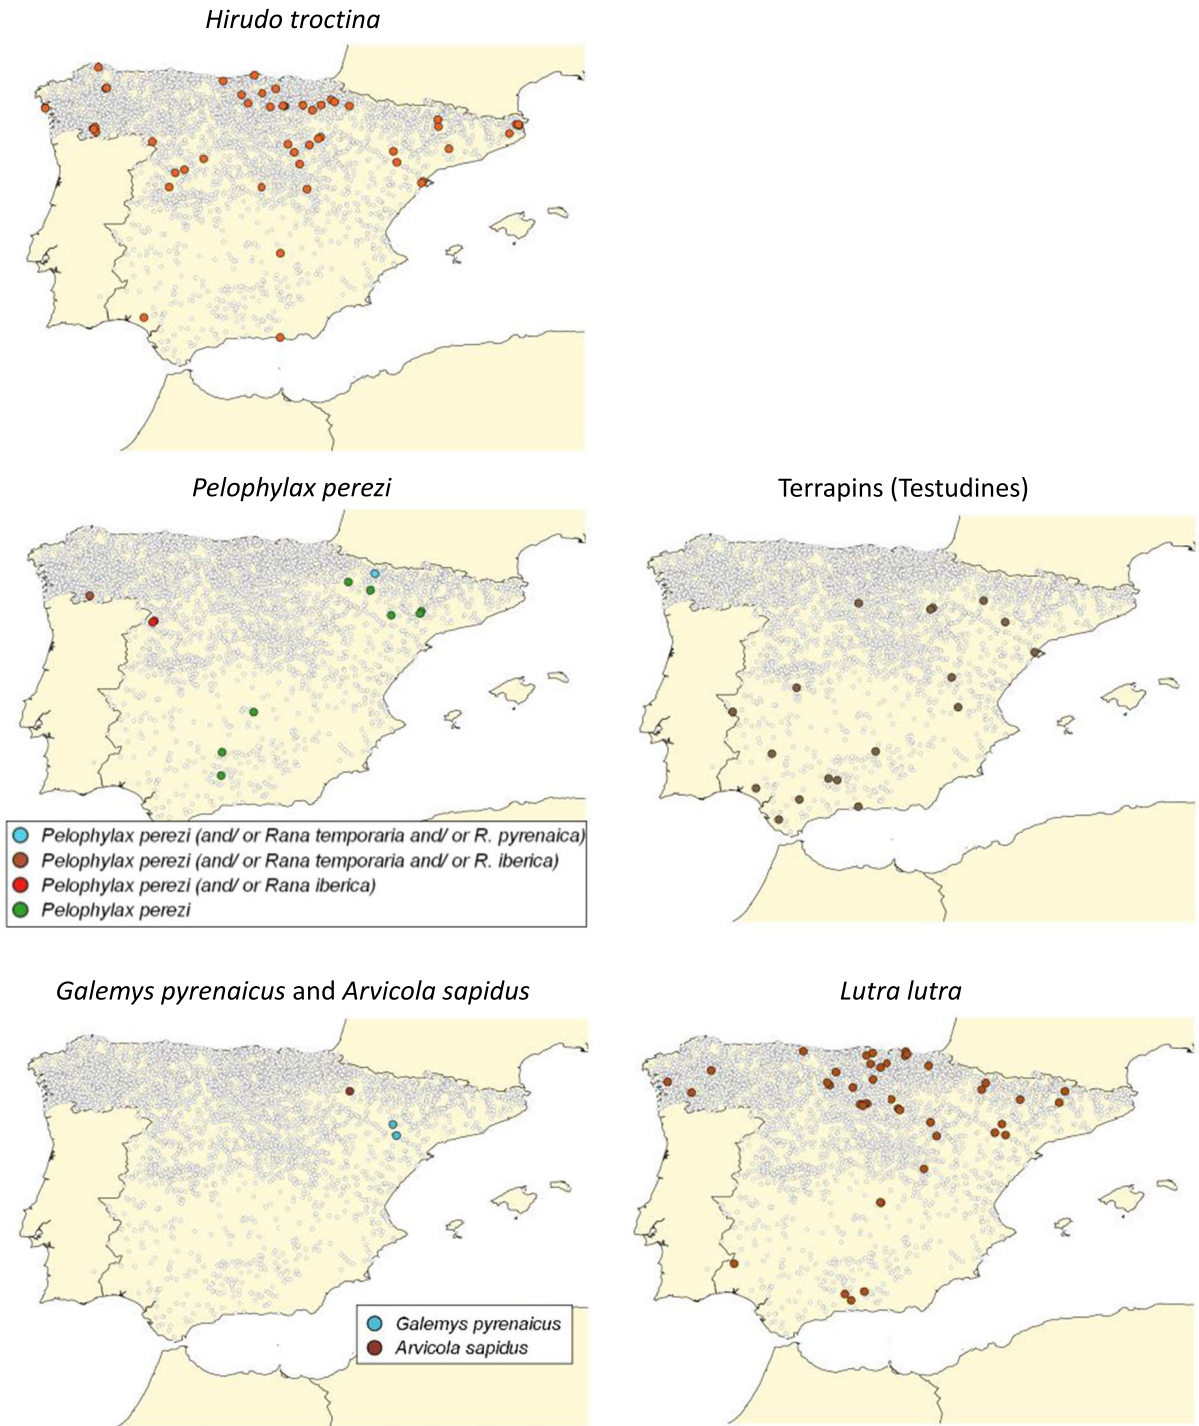 Hirudo troctina
Pelophylax perezi
Terrapins (Testudines)
Pelophylax perezi (and/ or Rana temporaria and/ or R. pyrenaica)
Pelophylax perezi (and/ or Rana temporaria and/ or R. iberica)
Pelophylax perezi (and/ or Rana iberica)
Pelophylax perezi
Galemys pyrenaicus and Arvicola sapidus
Lutra lutra
Galemys pyrenaicus
Arvicola sapidus